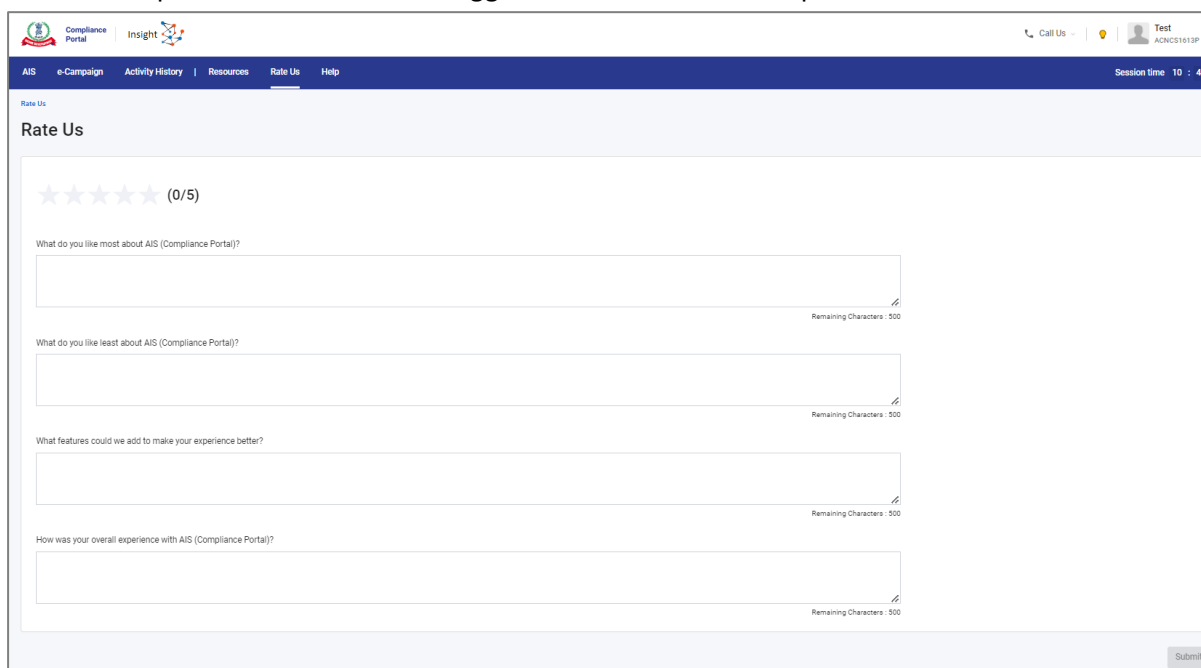 Compliance Portal Insight Call Us Test
ACNCS1613P
AIS e-Campaign Activity History | Resources Rate Us Help Session time 10 : 4
Rate Us
Rate Us
(0/5)
What do you like most about AIS (Compliance Portal)?
Remaining Characters : 500
What do you like least about AIS (Compliance Portal)?
Remaining Characters : 500
What features could we add to make your experience better?
Remaining Characters : 500
How was your overall experience with AIS (Compliance Portal)?
Remaining Characters : 500
Submit